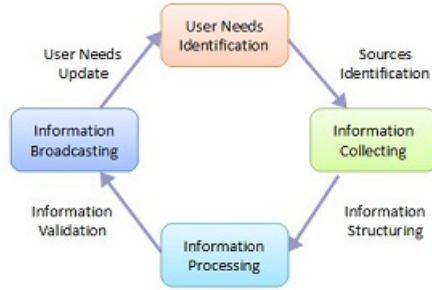 User Needs
Identification
User Needs
Update
Sources
Identification
Information
Broadcasting
Information
Collecting
Information
Validation
Information
Structuring
Information
Processing